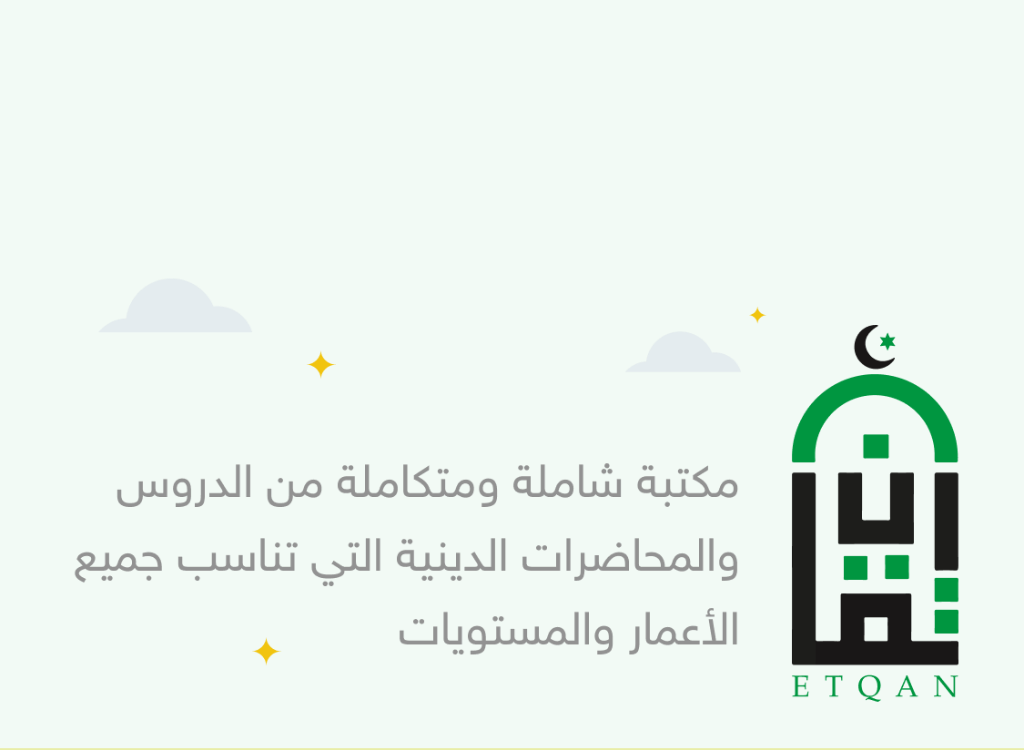 مكتبة شاملة ومتكاملة من الدروس
والمحاضرات الدينية التي تناسب جميع
الأعمار والمستويات
إتقان
ETQAN